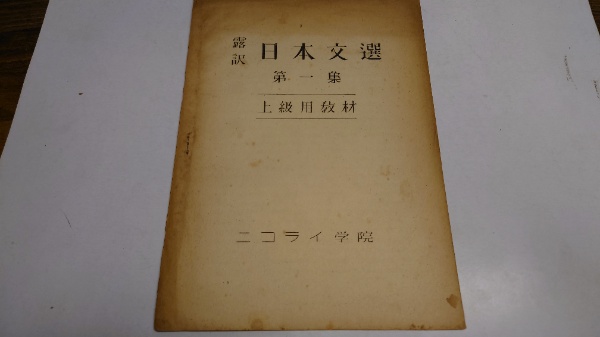 露訳 日本文選
第一集
上級用教材
ニコライ学院